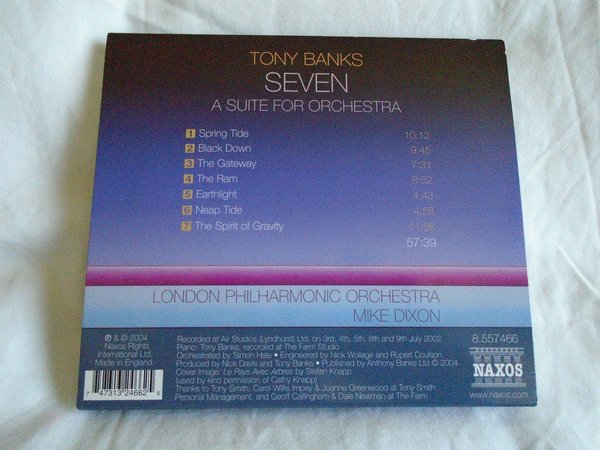 TONY BANKS
SEVEN
A SUITE FOR ORCHESTRA
1 Spring Tide 10:12
2 Black Down 9:45
3 The Gateway 7:31
4 The Ram 8:52
5 Earthlight 4:43
6 Neap Tide 4:58
7 The Spirit of Gravity 11:38
57:39
LONDON PHILHARMONIC ORCHESTRA
MIKE DIXON
℗ & © 2004
Naxos Rights
International Ltd.
Made in England.
7 47313 24662 5
Recorded at Air Studios (Lyndhurst) Ltd. on 3rd, 4th, 5th, 8th and 9th July 2002
Piano: Tony Banks, recorded at The Farm Studio
Orchestrated by Simon Hale • Engineered by Nick Wollage and Rupert Coulson
Produced by Nick Davis and Tony Banks • Published by Anthony Banks Ltd © 2004
Cover Image: Le Pays Avec Arbres by Stefan Knapp
(used by kind permission of Cathy Knapp)
Thanks to Tony Smith, Carol Willis Impey & Joanne Greenwood at Tony Smith
Personal Management, and Geoff Callingham & Dale Newman at The Farm
8.557466
NAXOS
www.naxos.com